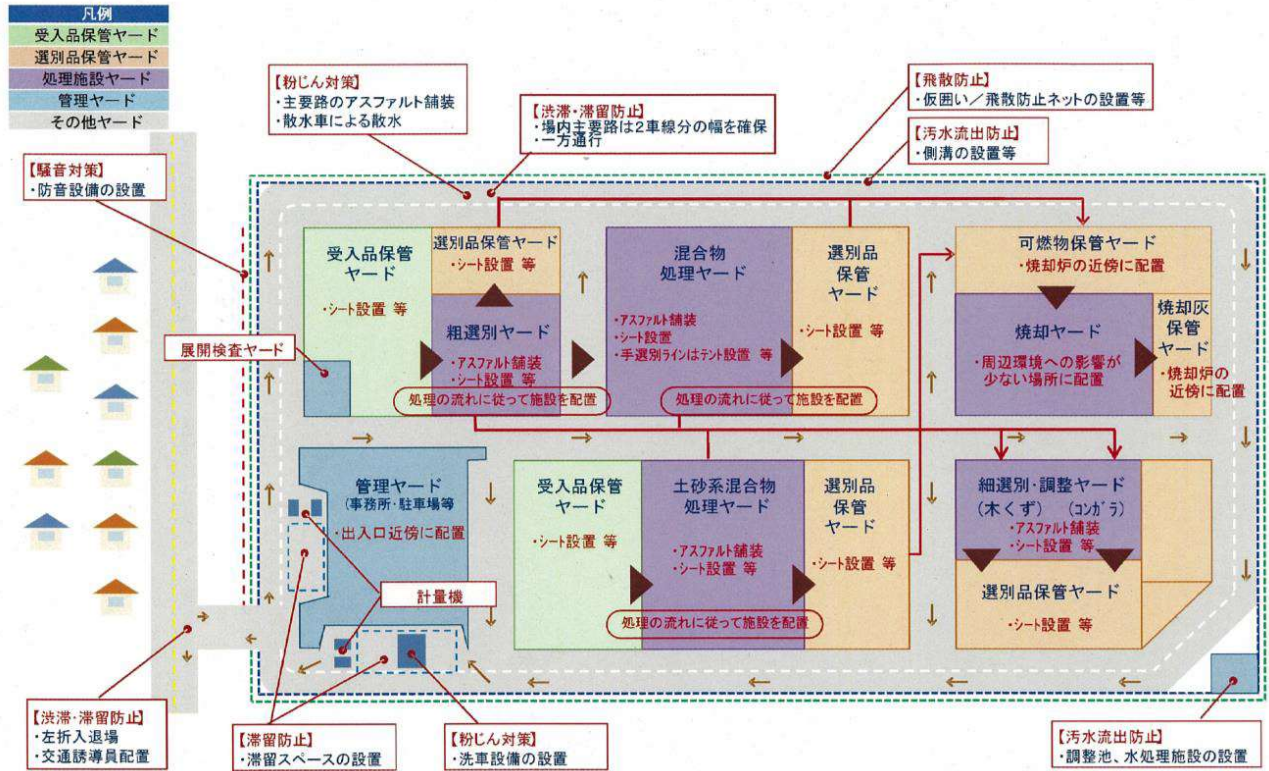 凡例
受入品保管ヤード
選別品保管ヤード
処理施設ヤード
管理ヤード
その他ヤード
【粉じん対策】
・主要路のアスファルト舗装
・散水車による散水
【渋滞・滞留防止】
・場内主要路は2車線分の幅を確保
・一方通行
【飛散防止】
・仮囲い／飛散防止ネットの設置等
【汚水流出防止】
・側溝の設置等
【騒音対策】
・防音設備の設置
展開検査ヤード
受入品保管
ヤード
・シート設置 等
選別品保管ヤード
・シート設置 等
粗選別ヤード
・アスファルト舗装
・シート設置 等
処理の流れに従って施設を配置
混合物
処理ヤード
・アスファルト舗装
・シート設置
・手選別ラインはテント設置 等
選別品
保管
ヤード
・シート設置 等
処理の流れに従って施設を配置
可燃物保管ヤード
・焼却炉の近傍に配置
焼却ヤード
・周辺環境への影響が
少ない場所に配置
焼却灰
保管
ヤード
・焼却炉の
近傍に配置
管理ヤード
(事務所・駐車場等)
・出入口近傍に配置
計量機
受入品保管
ヤード
・シート設置 等
土砂系混合物
処理ヤード
・アスファルト舗装
・シート設置 等
選別品
保管
ヤード
・シート設置 等
処理の流れに従って施設を配置
細選別・調整ヤード
(木くず) (コンガラ)
・アスファルト舗装
・シート設置 等
選別品保管ヤード
・シート設置 等
【渋滞・滞留防止】
・左折入退場
・交通誘導員配置
【滞留防止】
・滞留スペースの設置
【粉じん対策】
・洗車設備の設置
【汚水流出防止】
・調整池、水処理施設の設置